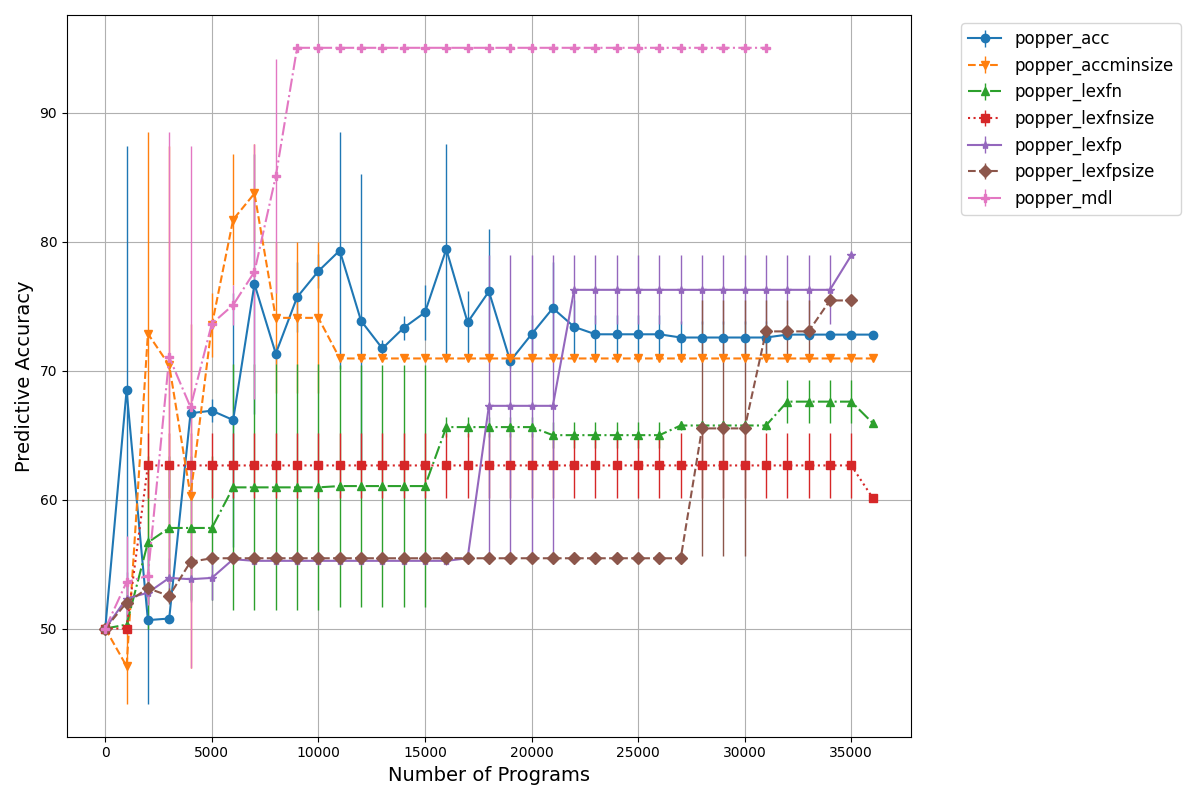 Predictive Accuracy
90
80
70
60
50
0 5000 10000 15000 20000 25000 30000 35000
Number of Programs
popper_acc
popper_accminsize
popper_lexfn
popper_lexfnsize
popper_lexfp
popper_lexfpsize
popper_mdl